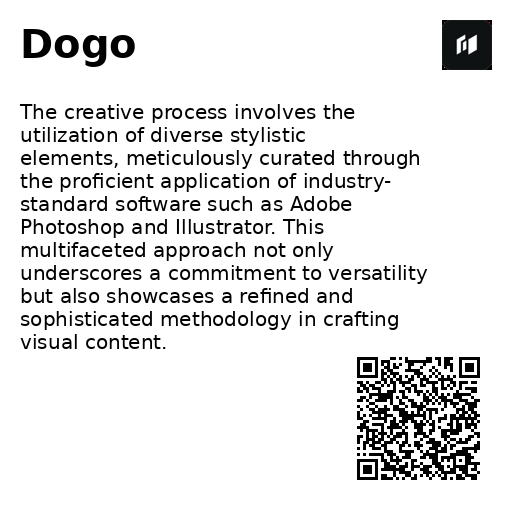 Dogo
The creative process involves the
utilization of diverse stylistic
elements, meticulously curated through
the proficient application of industry-
standard software such as Adobe
Photoshop and Illustrator. This
multifaceted approach not only
underscores a commitment to versatility
but also showcases a refined and
sophisticated methodology in crafting
visual content.